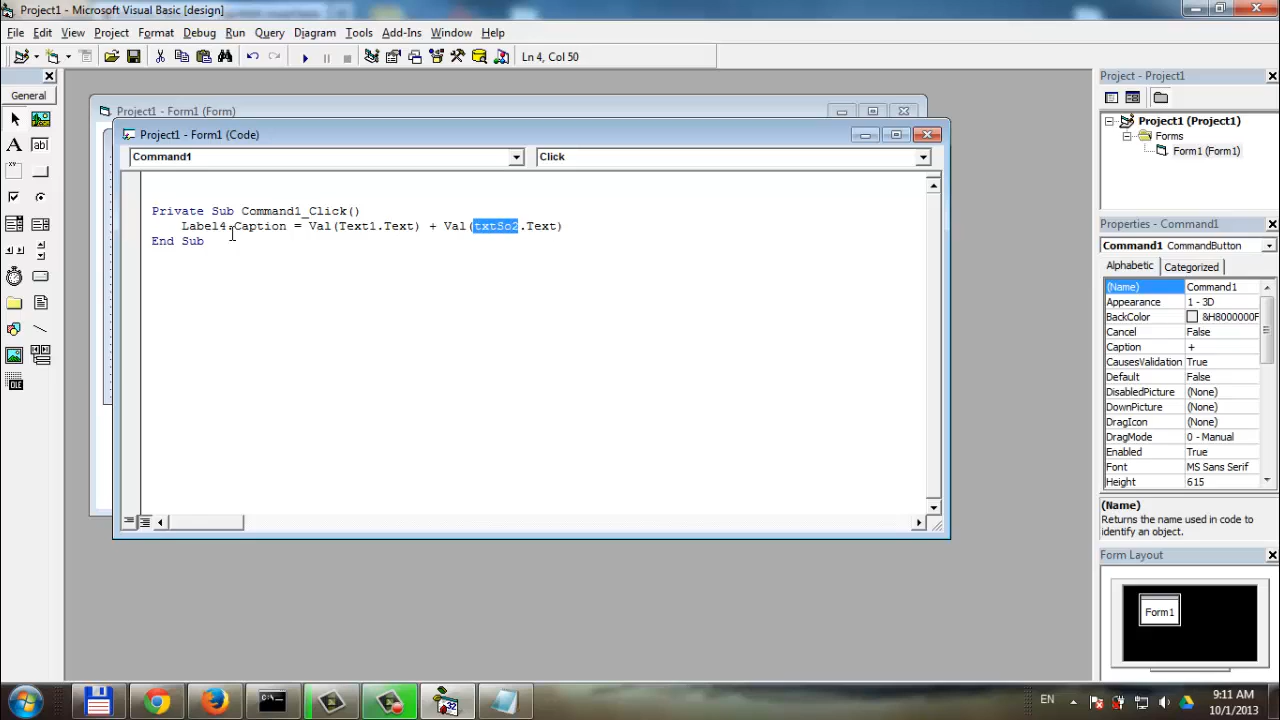 Project1 - Microsoft Visual Basic [design]
File Edit View Project Format Debug Run Query Diagram Tools Add-Ins Window Help
Ln 4, Col 50
General
Project1 - Form1 (Form)
Project1 - Form1 (Code)
Command1 Click
Private Sub Command1_Click()
Label4.Caption = Val(Text1.Text) + Val(txtSo2.Text)
End Sub
A
ab
OLE
Project - Project1
Project1 (Project1)
Forms
Form1 (Form1)
Properties - Command1
Command1 CommandButton
Alphabetic Categorized
(Name) Command1
Appearance 1 - 3D
BackColor &H8000000F
Cancel False
Caption +
CausesValidation True
Default False
DisabledPicture (None)
DownPicture (None)
DragIcon (None)
DragMode 0 - Manual
Enabled True
Font MS Sans Serif
Height 615
(Name)
Returns the name used in code to
identify an object.
Form Layout
Form1
32
EN
9:11 AM
10/1/2013